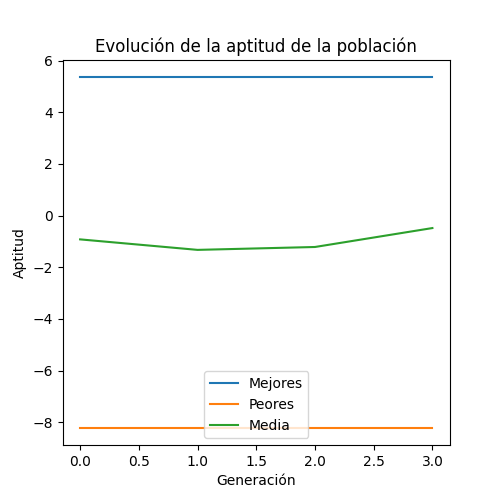 Evolución de la aptitud de la población
6
4
2
0
−2
−4
−6
−8
Aptitud
Mejores
Peores
Media
0.0 0.5 1.0 1.5 2.0 2.5 3.0
Generación